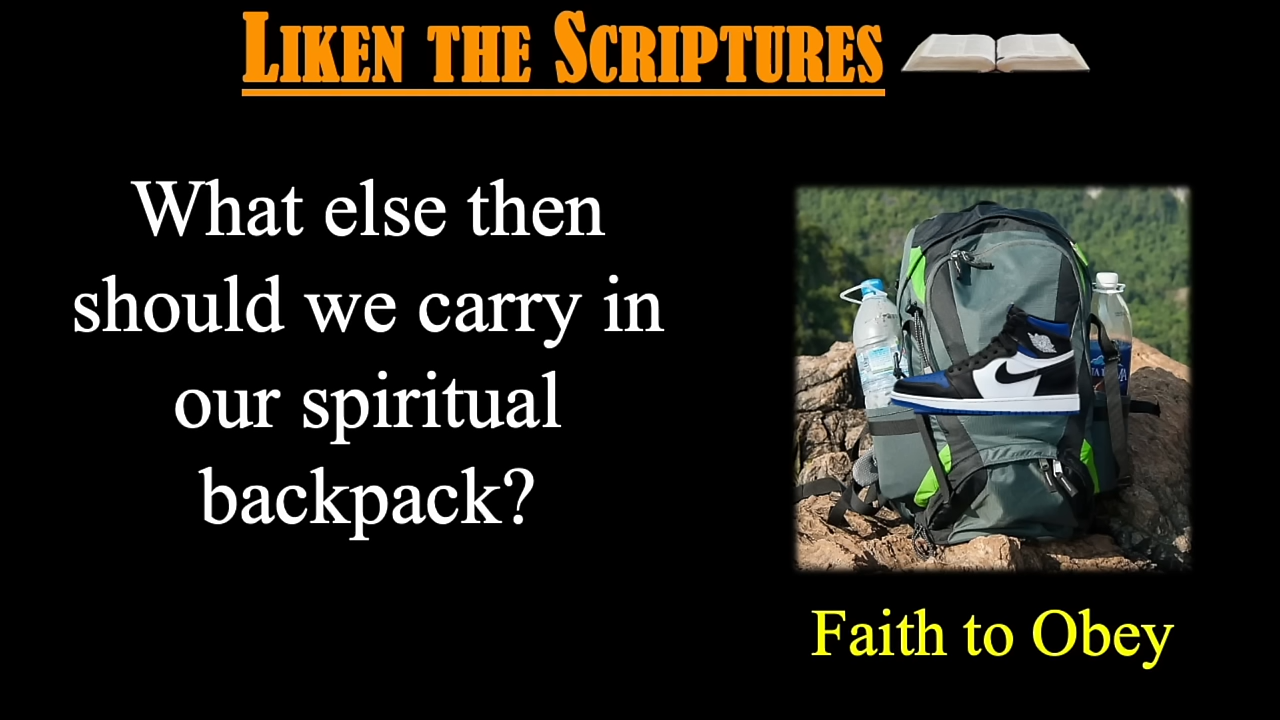 LIKEN THE SCRIPTURES
What else then
should we carry in
our spiritual
backpack?
Faith to Obey